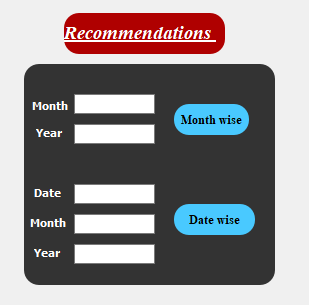 Recommendations
Month
Month wise
Year
Date
Month
Date wise
Year